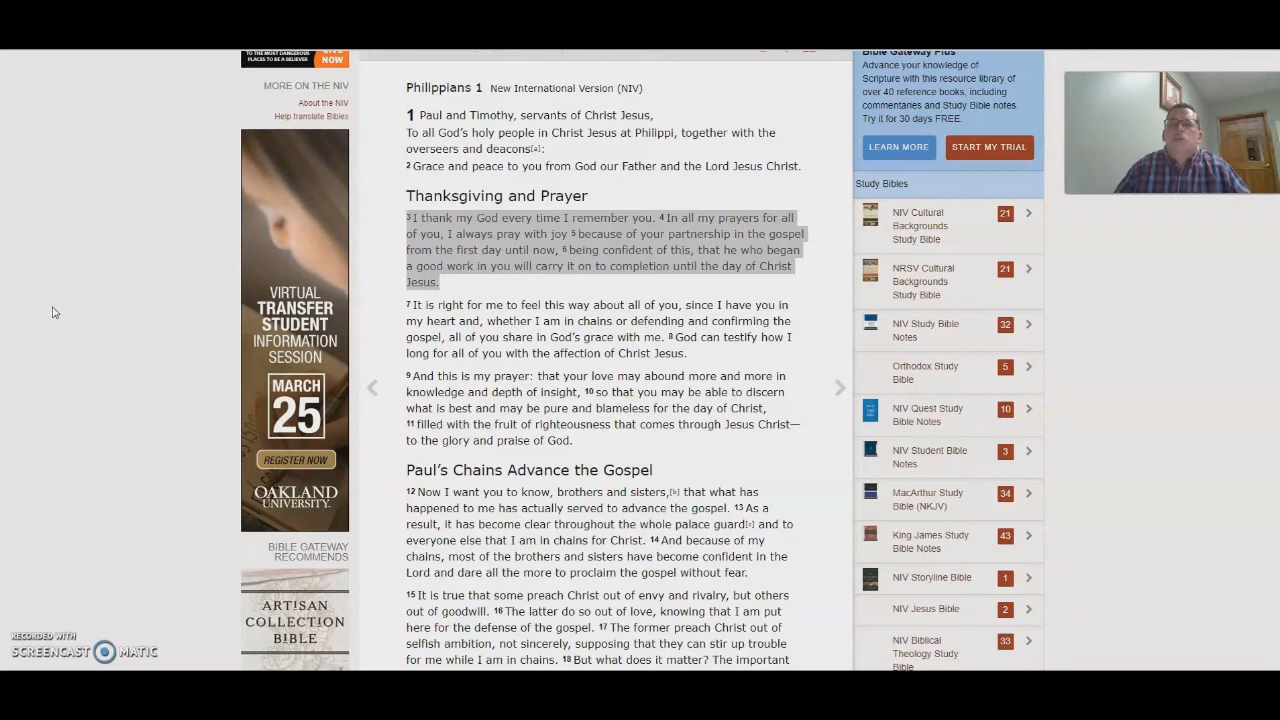 TO THE MOST DANGEROUS
PLACES TO BE A BELIEVER
NOW
MORE ON THE NIV
About the NIV
Help translate Bibles
VIRTUAL
TRANSFER
STUDENT
INFORMATION
SESSION
MARCH
25
REGISTER NOW
OAKLAND
UNIVERSITY
BIBLE GATEWAY
RECOMMENDS
ARTISAN
COLLECTION
BIBLE
RECORDED WITH
SCREENCAST MATIC
Philippians 1 New International Version (NIV)
1 Paul and Timothy, servants of Christ Jesus,
To all God's holy people in Christ Jesus at Philippi, together with the
overseers and deacons[a]:
2 Grace and peace to you from God our Father and the Lord Jesus Christ.
Thanksgiving and Prayer
3 I thank my God every time I remember you. 4 In all my prayers for all
of you, I always pray with joy 5 because of your partnership in the gospel
from the first day until now, 6 being confident of this, that he who began
a good work in you will carry it on to completion until the day of Christ
Jesus.
7 It is right for me to feel this way about all of you, since I have you in
my heart and, whether I am in chains or defending and confirming the
gospel, all of you share in God's grace with me. 8 God can testify how I
long for all of you with the affection of Christ Jesus.
9 And this is my prayer: that your love may abound more and more in
knowledge and depth of insight, 10 so that you may be able to discern
what is best and may be pure and blameless for the day of Christ,
11 filled with the fruit of righteousness that comes through Jesus Christ—
to the glory and praise of God.
Paul's Chains Advance the Gospel
12 Now I want you to know, brothers and sisters,[b] that what has
happened to me has actually served to advance the gospel. 13 As a
result, it has become clear throughout the whole palace guard[c] and to
everyone else that I am in chains for Christ. 14 And because of my
chains, most of the brothers and sisters have become confident in the
Lord and dare all the more to proclaim the gospel without fear.
15 It is true that some preach Christ out of envy and rivalry, but others
out of goodwill. 16 The latter do so out of love, knowing that I am put
here for the defense of the gospel. 17 The former preach Christ out of
selfish ambition, not sincerely, supposing that they can stir up trouble
for me while I am in chains. 18 But what does it matter? The important
Bible Gateway Plus
Advance your knowledge of
Scripture with this resource library of
over 40 reference books, including
commentaries and Study Bible notes.
Try it for 30 days FREE.
LEARN MORE START MY TRIAL
Study Bibles
NIV Cultural 21
Backgrounds
Study Bible
NRSV Cultural 21
Backgrounds
Study Bible
NIV Study Bible 32
Notes
Orthodox Study 5
Bible
NIV Quest Study 10
Bible Notes
NIV Student Bible 3
Notes
MacArthur Study 34
Bible (NKJV)
King James Study 43
Bible Notes
NIV Storyline Bible 1
NIV Jesus Bible 2
NIV Biblical 33
Theology Study
Bible